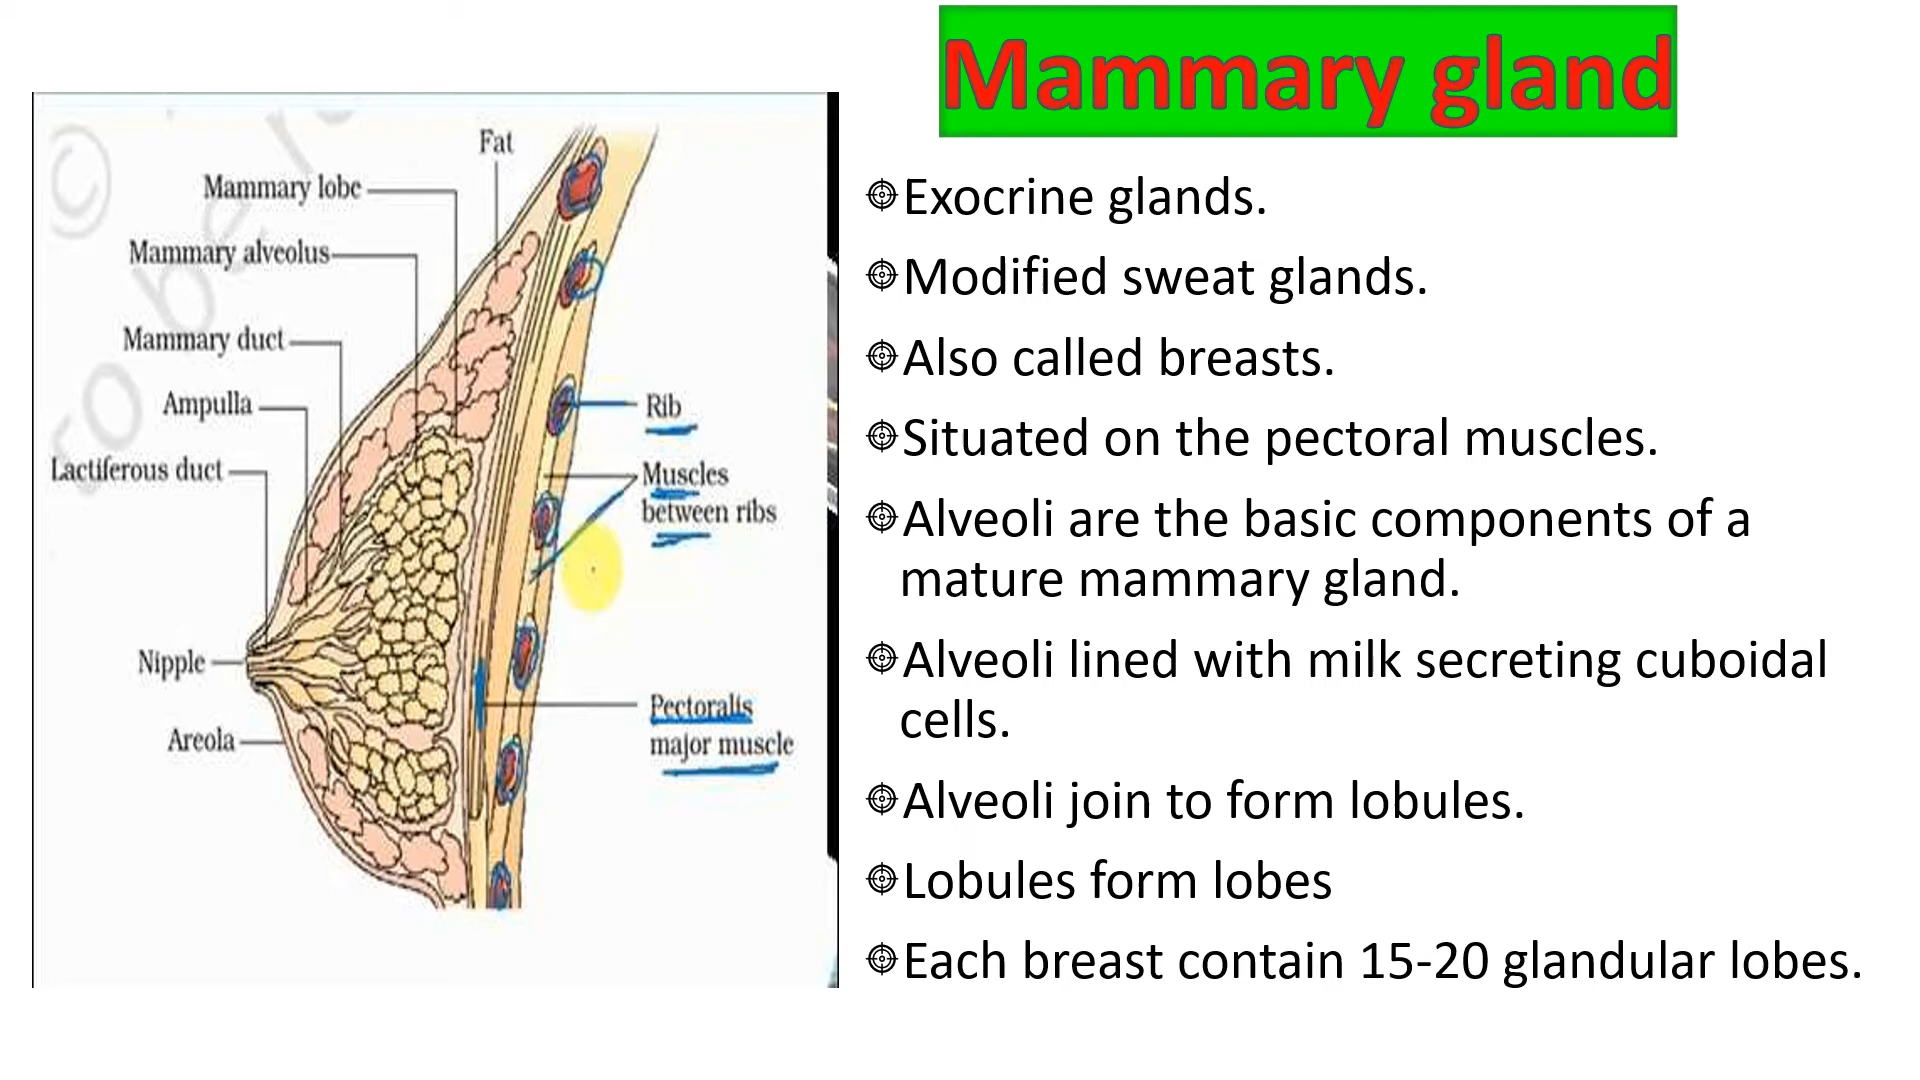 Mammary gland
Fat
Mammary lobe
Mammary alveolus
Mammary duct
Ampulla
Lactiferous duct
Nipple
Areola
Rib
Muscles
between ribs
Pectoralis
major muscle
Exocrine glands.
Modified sweat glands.
Also called breasts.
Situated on the pectoral muscles.
Alveoli are the basic components of a
mature mammary gland.
Alveoli lined with milk secreting cuboidal
cells.
Alveoli join to form lobules.
Lobules form lobes
Each breast contain 15-20 glandular lobes.